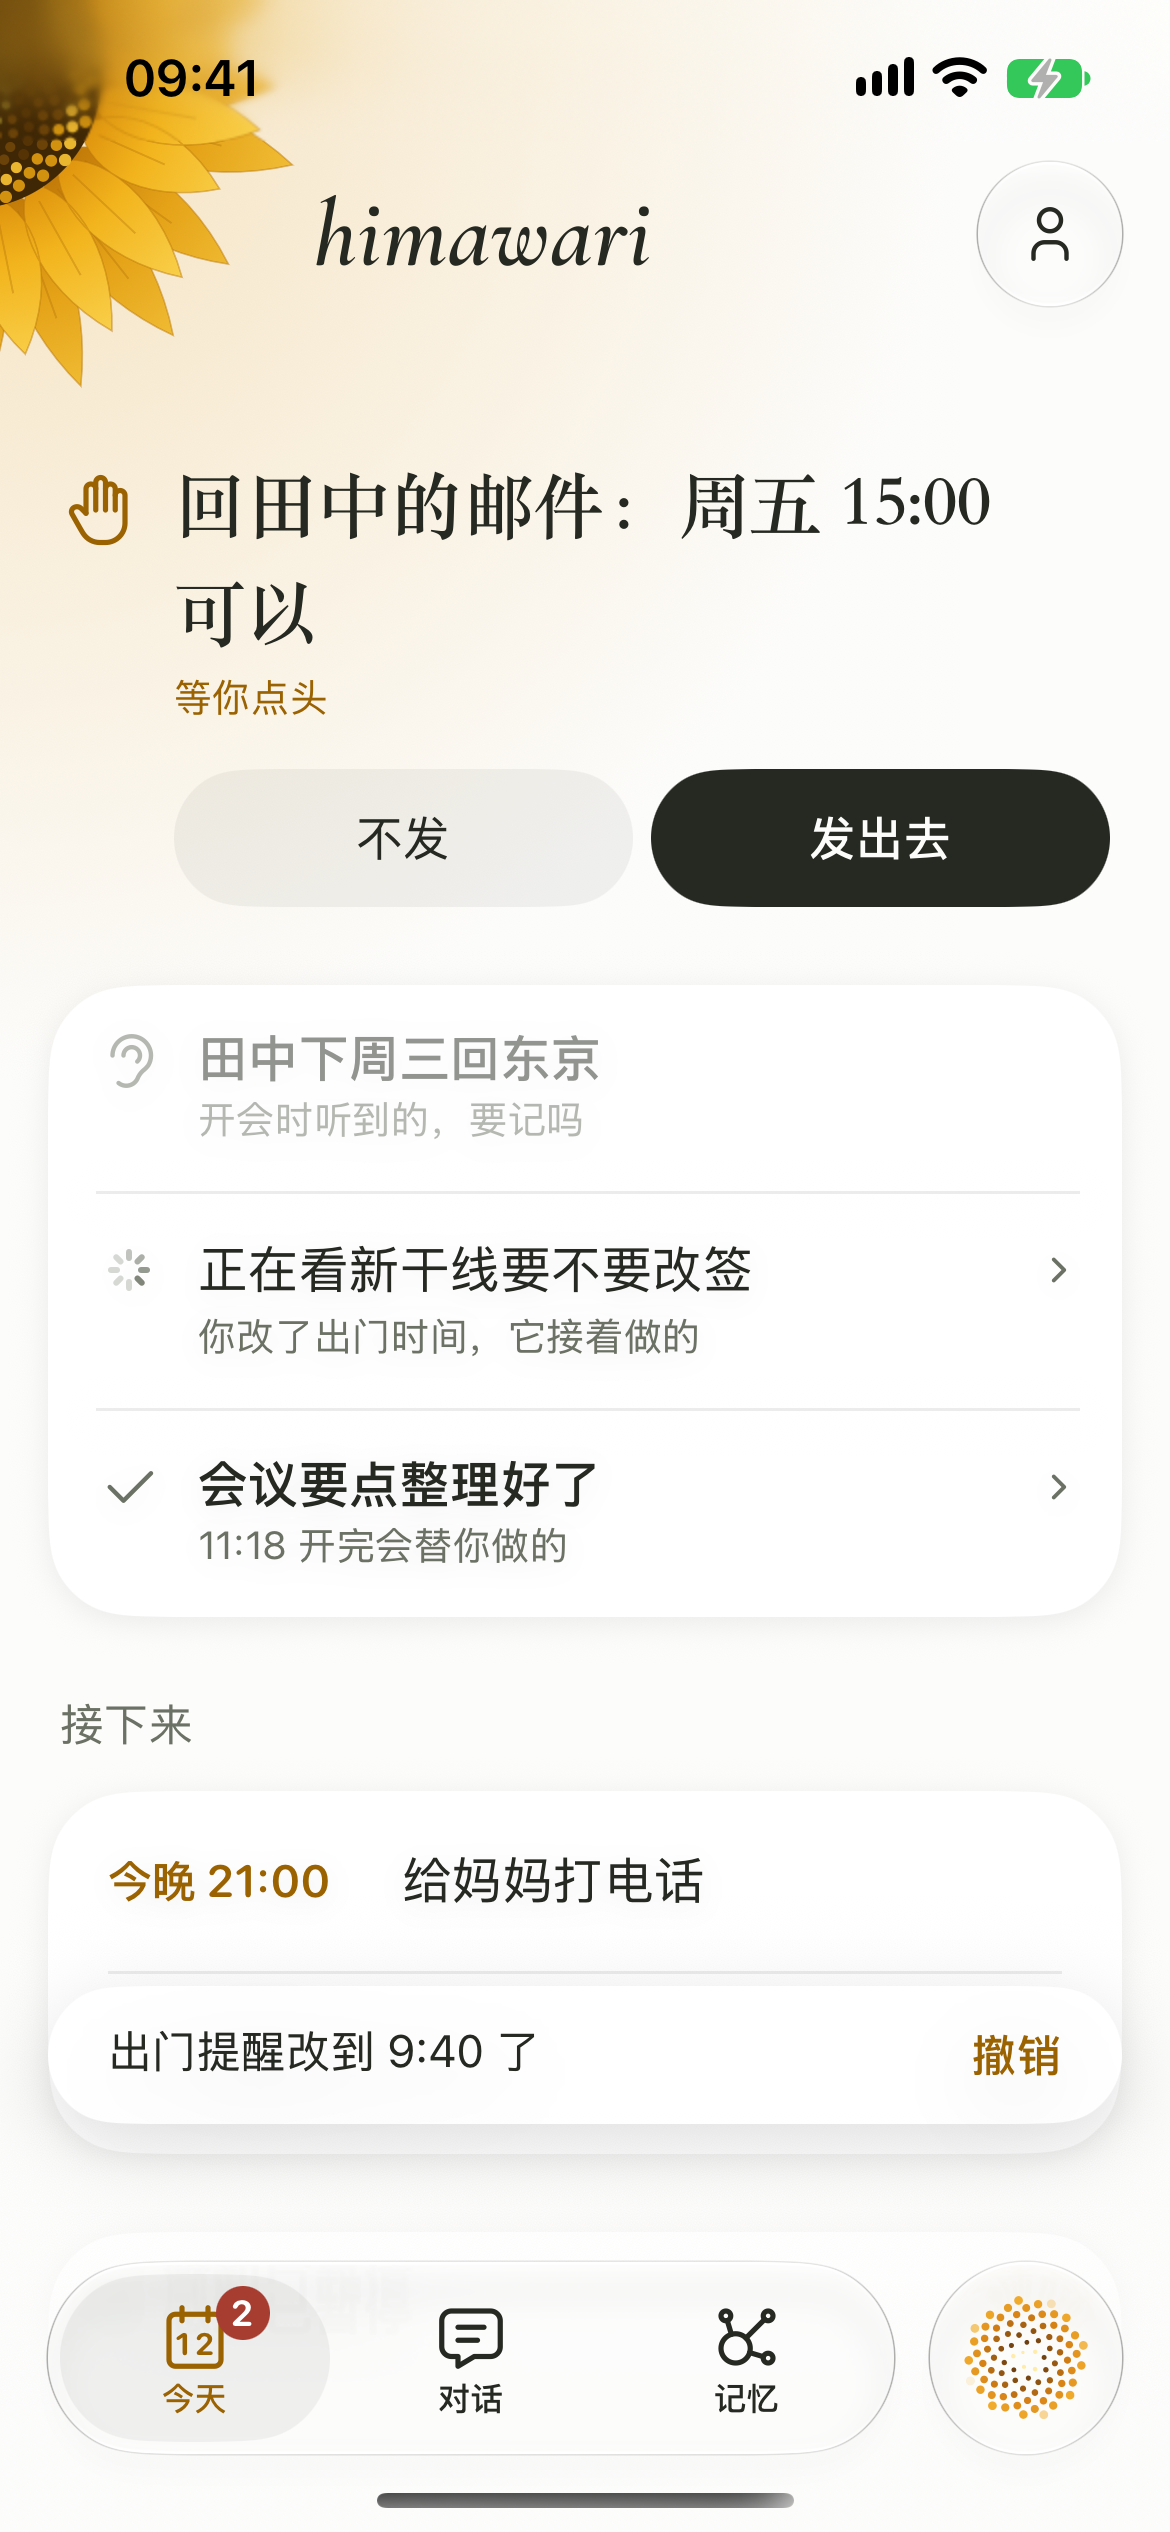 09:41
himawari
回田中的邮件：周五 15:00
可以
等你点头
不发
发出去
田中下周三回东京
开会时听到的，要记吗
正在看新干线要不要改签
你改了出门时间，它接着做的
会议要点整理好了
11:18 开完会替你做的
接下来
今晚 21:00 给妈妈打电话
出门提醒改到 9:40 了
撤销
12
2
今天
对话
记忆